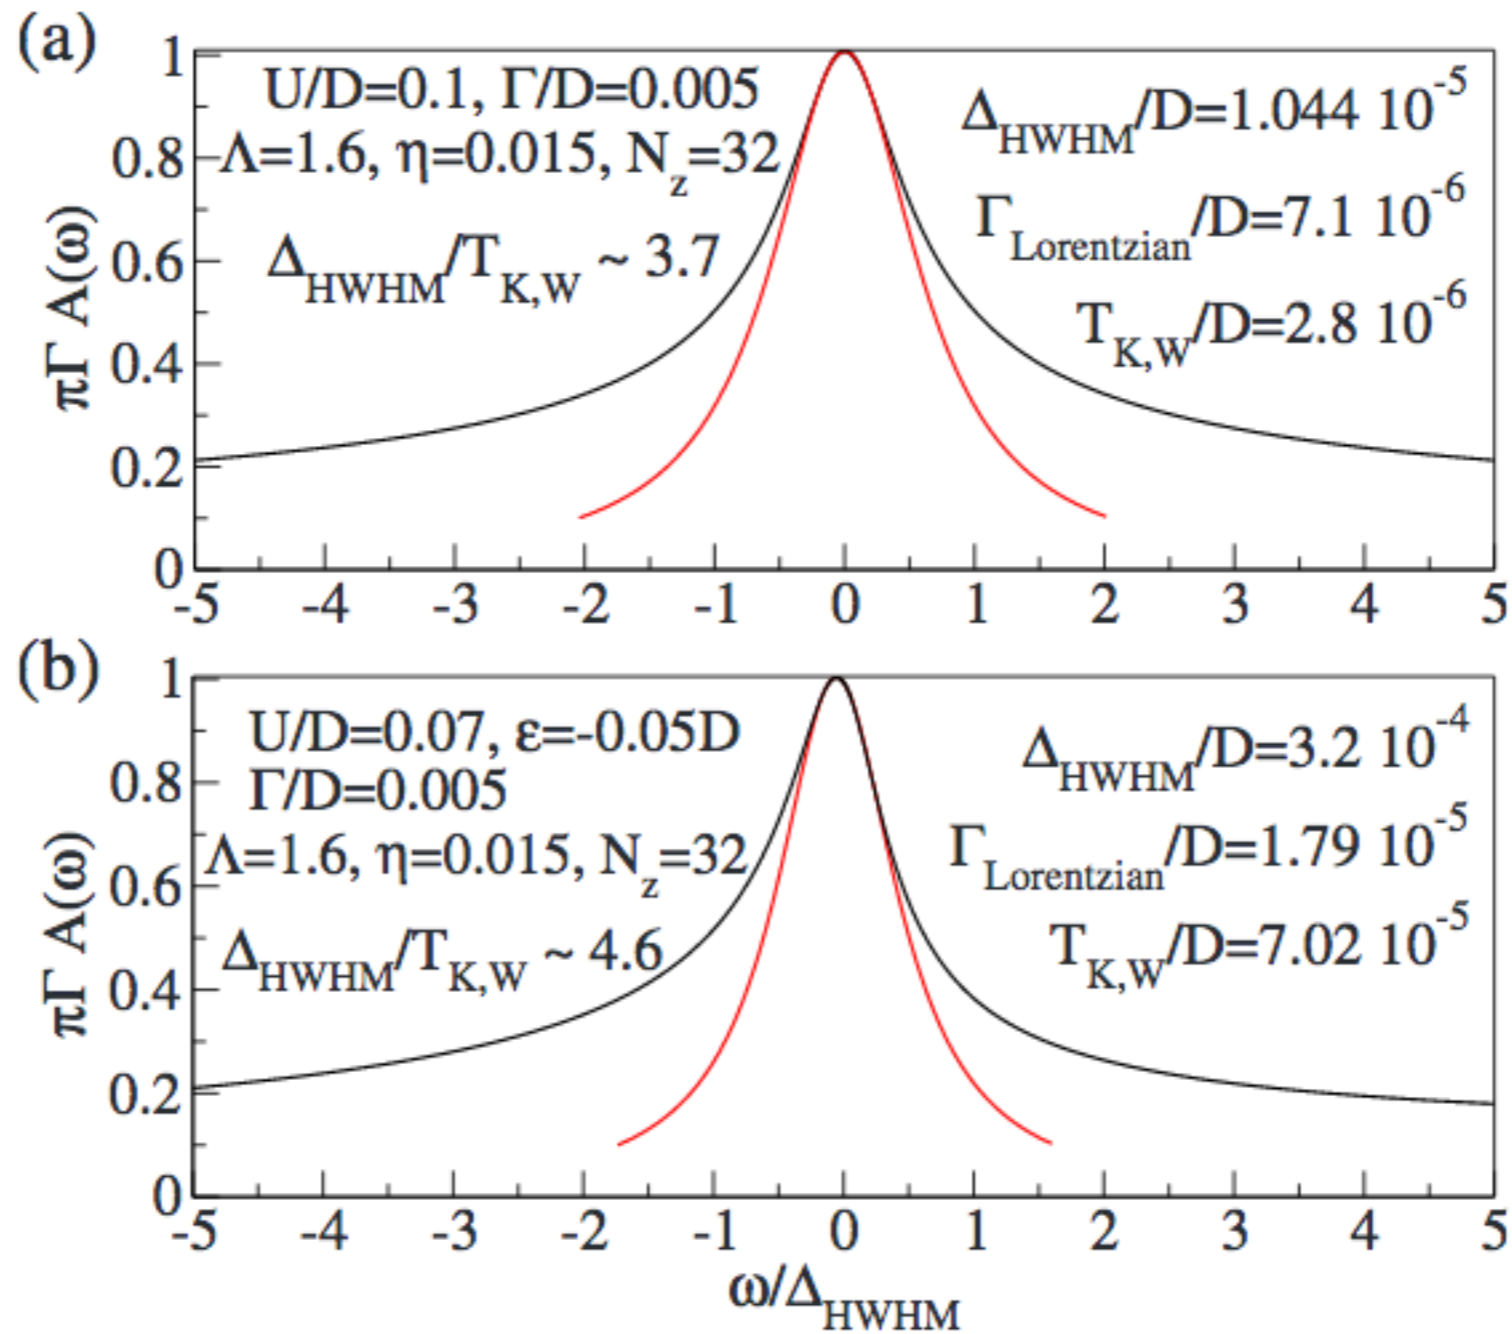 (a)
πΓ A(ω)
1
0.8
0.6
0.4
0.2
0
U/D=0.1, Γ/D=0.005
Λ=1.6, η=0.015, N_z=32
Δ_HWHM/T_K,W ~ 3.7
Δ_HWHM/D=1.044 10^-5
Γ_Lorentzian/D=7.1 10^-6
T_K,W/D=2.8 10^-6
-5 -4 -3 -2 -1 0 1 2 3 4 5
(b)
πΓ A(ω)
1
0.8
0.6
0.4
0.2
0
U/D=0.07, ε=-0.05D
Γ/D=0.005
Λ=1.6, η=0.015, N_z=32
Δ_HWHM/T_K,W ~ 4.6
Δ_HWHM/D=3.2 10^-4
Γ_Lorentzian/D=1.79 10^-5
T_K,W/D=7.02 10^-5
-5 -4 -3 -2 -1 0 1 2 3 4 5
ω/Δ_HWHM